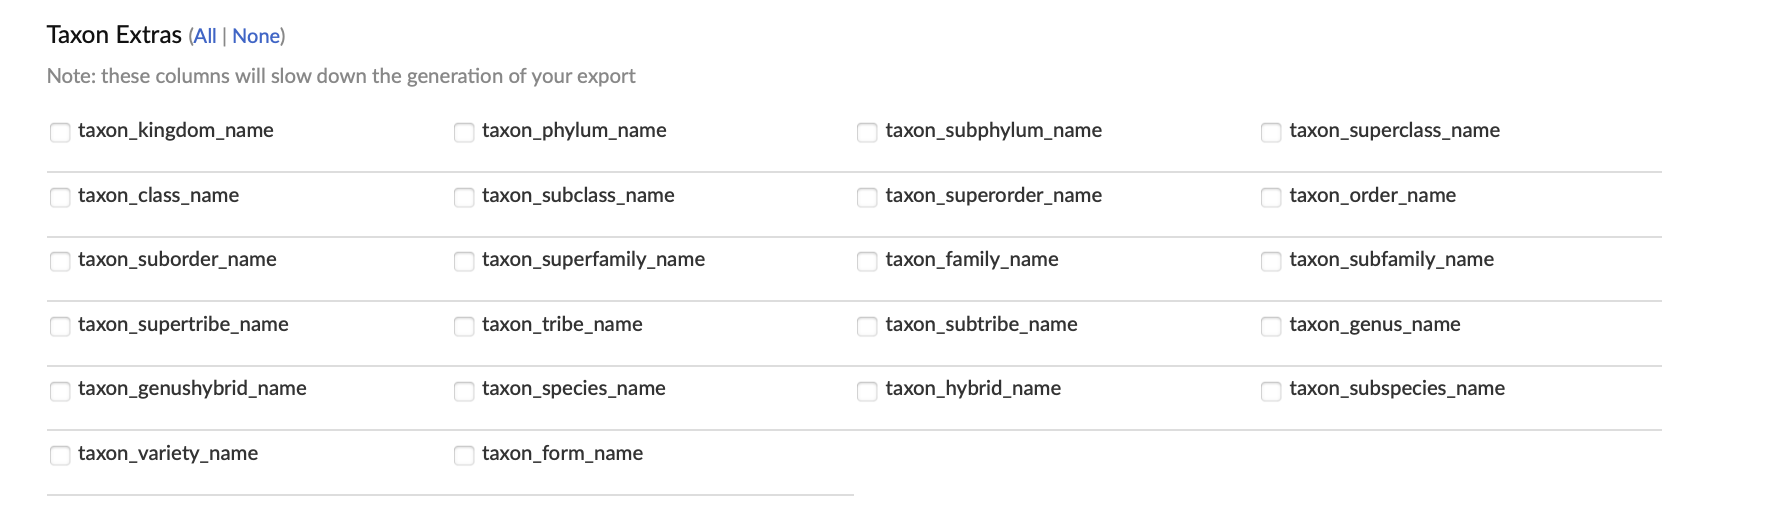 Taxon Extras (All | None)
Note: these columns will slow down the generation of your export
taxon_kingdom_name taxon_phylum_name taxon_subphylum_name taxon_superclass_name
taxon_class_name taxon_subclass_name taxon_superorder_name taxon_order_name
taxon_suborder_name taxon_superfamily_name taxon_family_name taxon_subfamily_name
taxon_supertribe_name taxon_tribe_name taxon_subtribe_name taxon_genus_name
taxon_genushybrid_name taxon_species_name taxon_hybrid_name taxon_subspecies_name
taxon_variety_name taxon_form_name